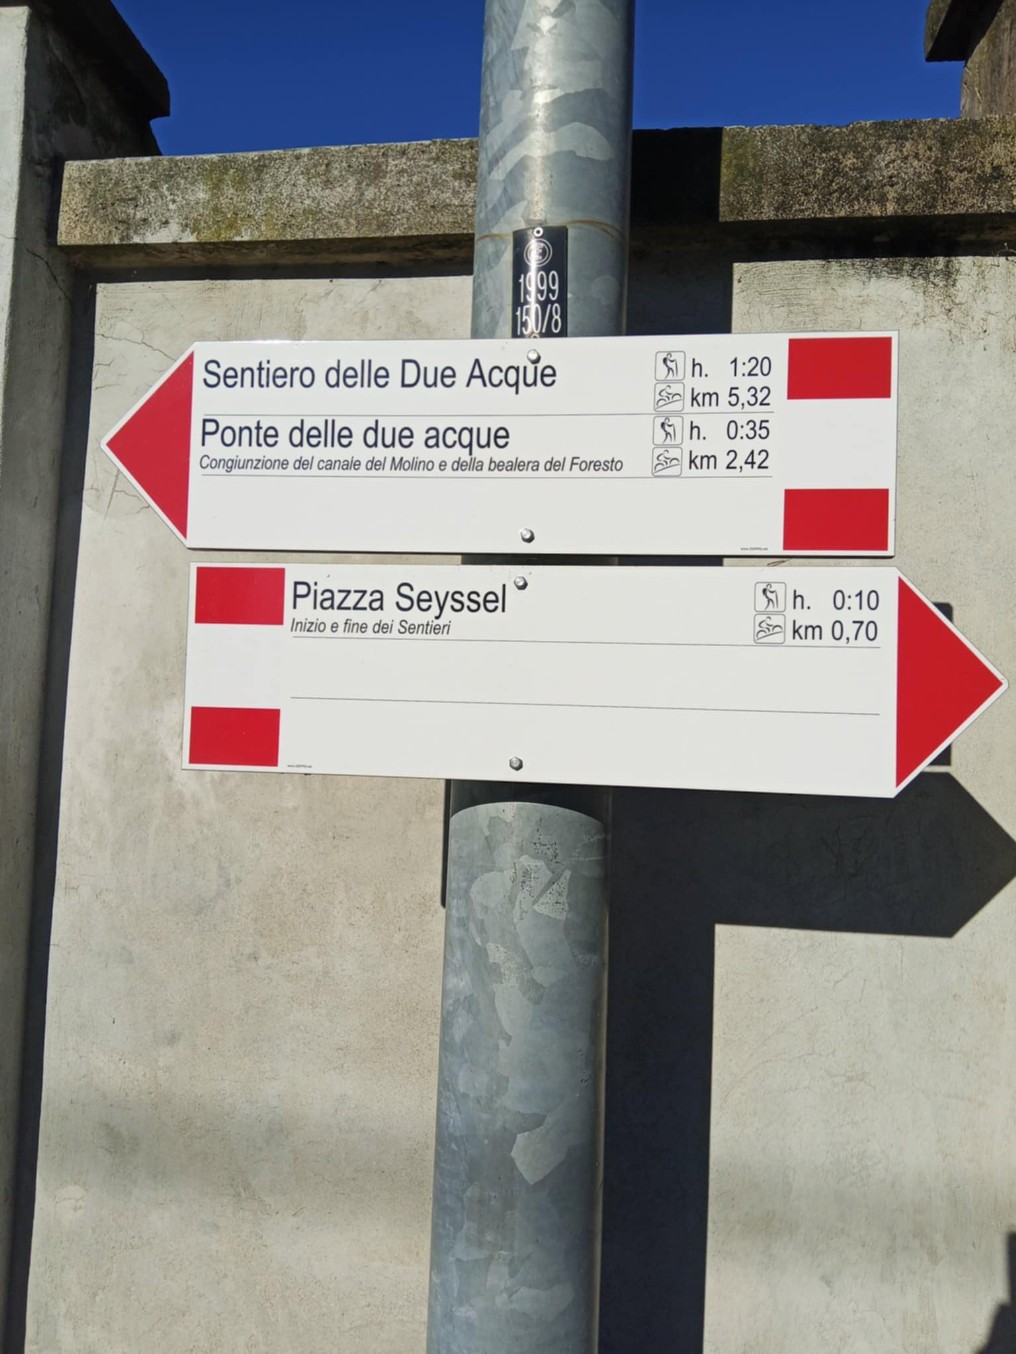 1999
150/8
Sentiero delle Due Acque
h. 1:20
km 5,32
Ponte delle due acque
h. 0:35
Congiunzione del canale del Molino e della bealera del Foresto
km 2,42
Piazza Seyssel
h. 0:10
Inizio e fine dei Sentieri
km 0,70